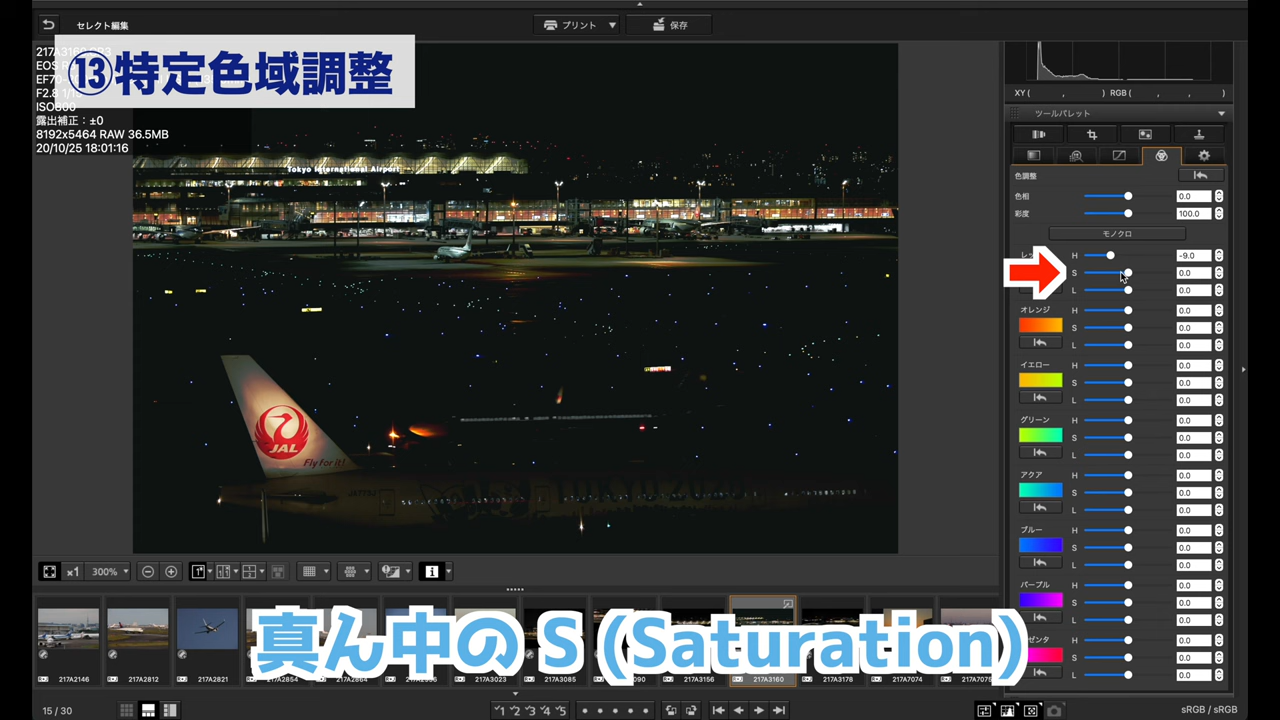 セレクト編集
プリント
保存
⑬特定色域調整
露出補正：±0
8192x5464 RAW 36.5MB
20/10/25 18:01:16
Tokyo International Airport
JAL
Fly for it!
XY ( , ) RGB ( , , )
ツールパレット
色調整
色相 0.0
彩度 100.0
モノクロ
H -9.0
S 0.0
L 0.0
オレンジ H 0.0
S 0.0
L 0.0
イエロー H 0.0
S 0.0
L 0.0
グリーン H 0.0
S 0.0
L 0.0
アクア H 0.0
S 0.0
L 0.0
ブルー H 0.0
S 0.0
L 0.0
パープル H 0.0
S 0.0
L 0.0
H 0.0
S 0.0
L 0.0
x1 300%
真ん中の S (Saturation)
217A2146
217A2812
217A2821
217A2854
217A3023
217A3085
217A3156
217A3160
217A3178
217A7074
15 / 30
1 2 3 4 5
sRGB / sRGB